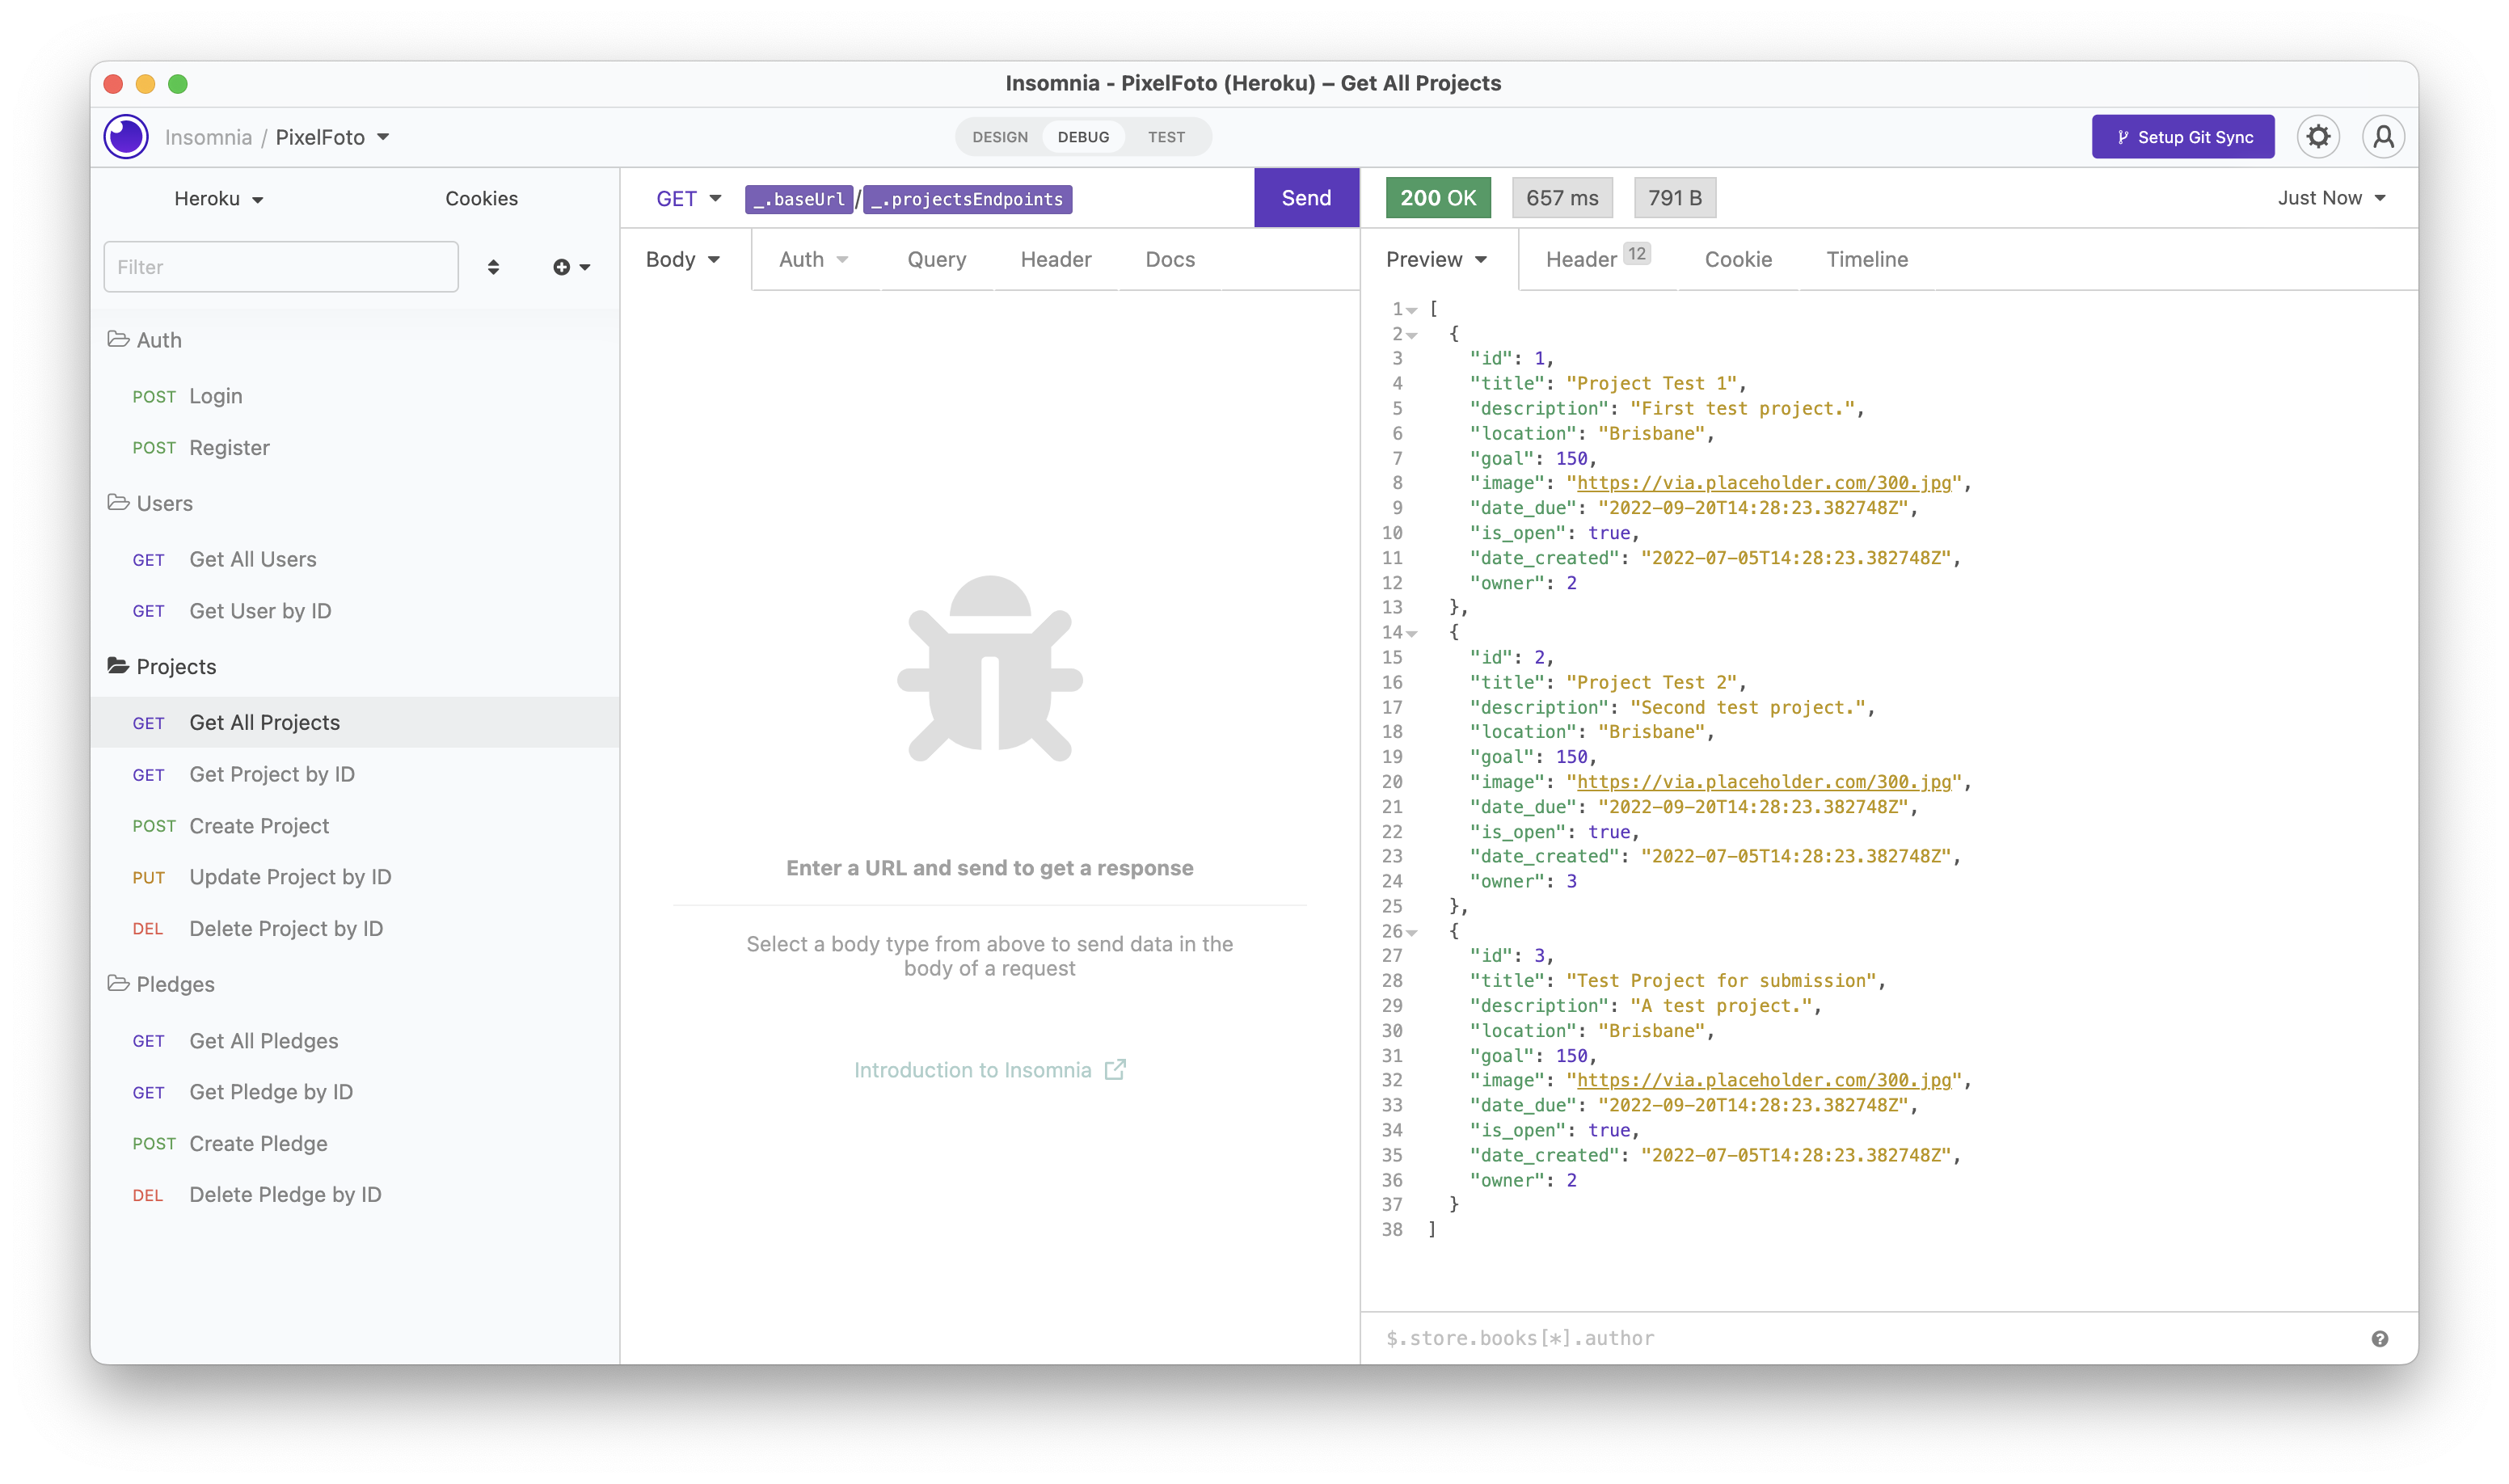 Insomnia - PixelFoto (Heroku) – Get All Projects
Insomnia / PixelFoto
DESIGN DEBUG TEST
Setup Git Sync
Heroku Cookies
Filter
Auth
POST Login
POST Register
Users
GET Get All Users
GET Get User by ID
Projects
GET Get All Projects
GET Get Project by ID
POST Create Project
PUT Update Project by ID
DEL Delete Project by ID
Pledges
GET Get All Pledges
GET Get Pledge by ID
POST Create Pledge
DEL Delete Pledge by ID
GET _.baseUrl/_.projectsEndpoints Send
Body Auth Query Header Docs
Enter a URL and send to get a response
Select a body type from above to send data in the
body of a request
Introduction to Insomnia
200 OK 657 ms 791 B Just Now
Preview Header 12 Cookie Timeline
1 [
2 {
3 "id": 1,
4 "title": "Project Test 1",
5 "description": "First test project.",
6 "location": "Brisbane",
7 "goal": 150,
8 "image": "https://via.placeholder.com/300.jpg",
9 "date_due": "2022-09-20T14:28:23.382748Z",
10 "is_open": true,
11 "date_created": "2022-07-05T14:28:23.382748Z",
12 "owner": 2
13 },
14 {
15 "id": 2,
16 "title": "Project Test 2",
17 "description": "Second test project.",
18 "location": "Brisbane",
19 "goal": 150,
20 "image": "https://via.placeholder.com/300.jpg",
21 "date_due": "2022-09-20T14:28:23.382748Z",
22 "is_open": true,
23 "date_created": "2022-07-05T14:28:23.382748Z",
24 "owner": 3
25 },
26 {
27 "id": 3,
28 "title": "Test Project for submission",
29 "description": "A test project.",
30 "location": "Brisbane",
31 "goal": 150,
32 "image": "https://via.placeholder.com/300.jpg",
33 "date_due": "2022-09-20T14:28:23.382748Z",
34 "is_open": true,
35 "date_created": "2022-07-05T14:28:23.382748Z",
36 "owner": 2
37 }
38 ]
$.store.books[*].author